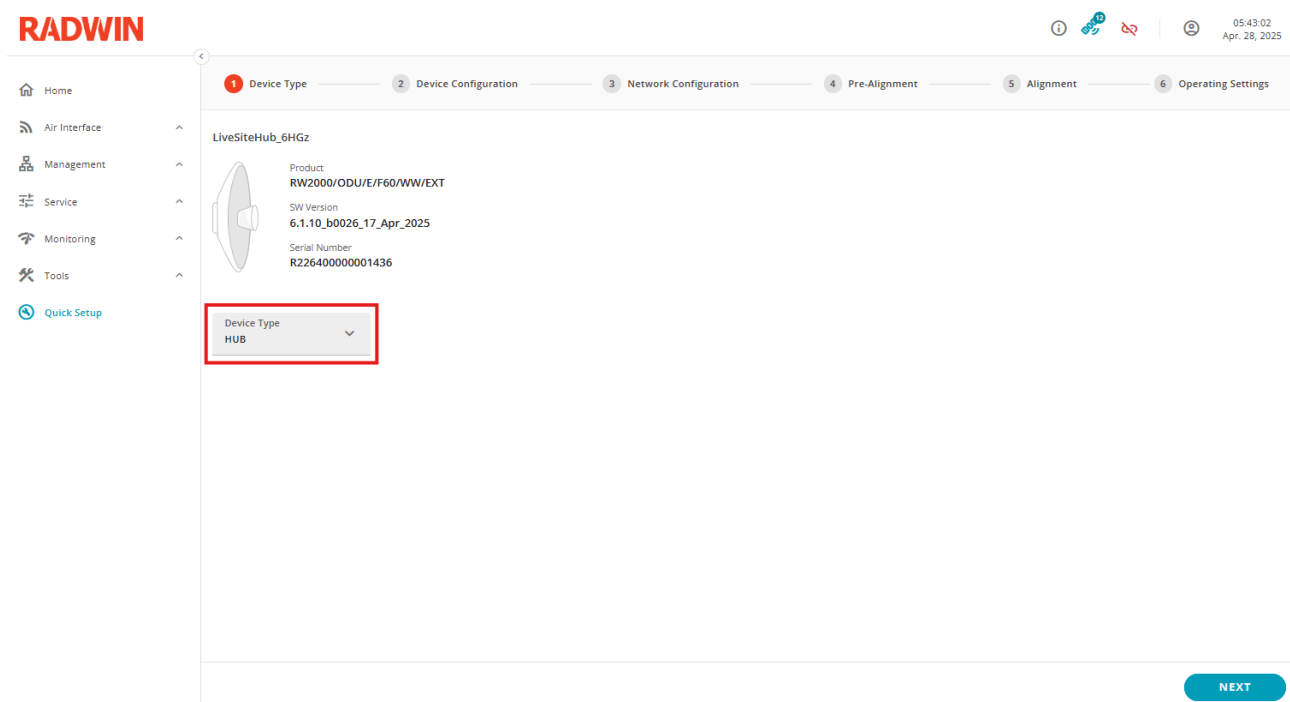 RADWIN
12
05:43:02
Apr. 28, 2025
Home
Air Interface
Management
Service
Monitoring
Tools
Quick Setup
1 Device Type
2 Device Configuration
3 Network Configuration
4 Pre-Alignment
5 Alignment
6 Operating Settings
LiveSiteHub_6HGz
Product
RW2000/ODU/E/F60/WW/EXT
SW Version
6.1.10_b0026_17_Apr_2025
Serial Number
R226400000001436
Device Type
HUB
NEXT